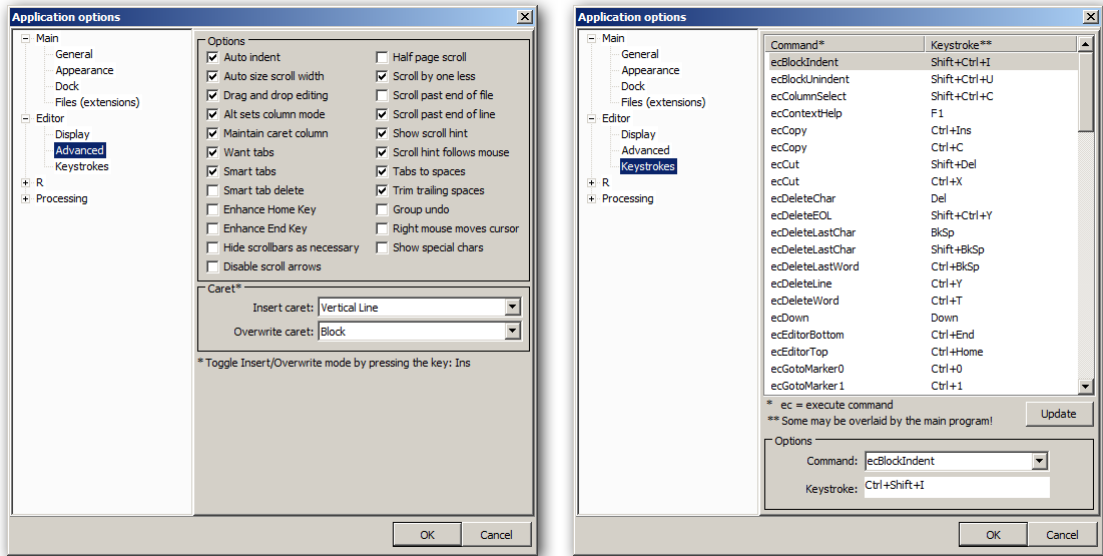 Application options
Main
General
Appearance
Dock
Files (extensions)
Editor
Display
Advanced
Keystrokes
R
Processing
Options
Auto indent
Auto size scroll width
Drag and drop editing
Alt sets column mode
Maintain caret column
Want tabs
Smart tabs
Smart tab delete
Enhance Home Key
Enhance End Key
Hide scrollbars as necessary
Disable scroll arrows
Half page scroll
Scroll by one less
Scroll past end of file
Scroll past end of line
Show scroll hint
Scroll hint follows mouse
Tabs to spaces
Trim trailing spaces
Group undo
Right mouse moves cursor
Show special chars
Caret*
Insert caret: Vertical Line
Overwrite caret: Block
* Toggle Insert/Overwrite mode by pressing the key: Ins
OK Cancel
Application options
Main
General
Appearance
Dock
Files (extensions)
Editor
Display
Advanced
Keystrokes
R
Processing
Command* Keystroke**
ecBlockIndent Shift+Ctrl+I
ecBlockUnindent Shift+Ctrl+U
ecColumnSelect Shift+Ctrl+C
ecContextHelp F1
ecCopy Ctrl+Ins
ecCopy Ctrl+C
ecCut Shift+Del
ecCut Ctrl+X
ecDeleteChar Del
ecDeleteEOL Shift+Ctrl+Y
ecDeleteLastChar BkSp
ecDeleteLastChar Shift+BkSp
ecDeleteLastWord Ctrl+BkSp
ecDeleteLine Ctrl+Y
ecDeleteWord Ctrl+T
ecDown Down
ecEditorBottom Ctrl+End
ecEditorTop Ctrl+Home
ecGotoMarker0 Ctrl+0
ecGotoMarker1 Ctrl+1
* ec = execute command
** Some may be overlaid by the main program!
Update
Options
Command: ecBlockIndent
Keystroke: Ctrl+Shift+I
OK Cancel